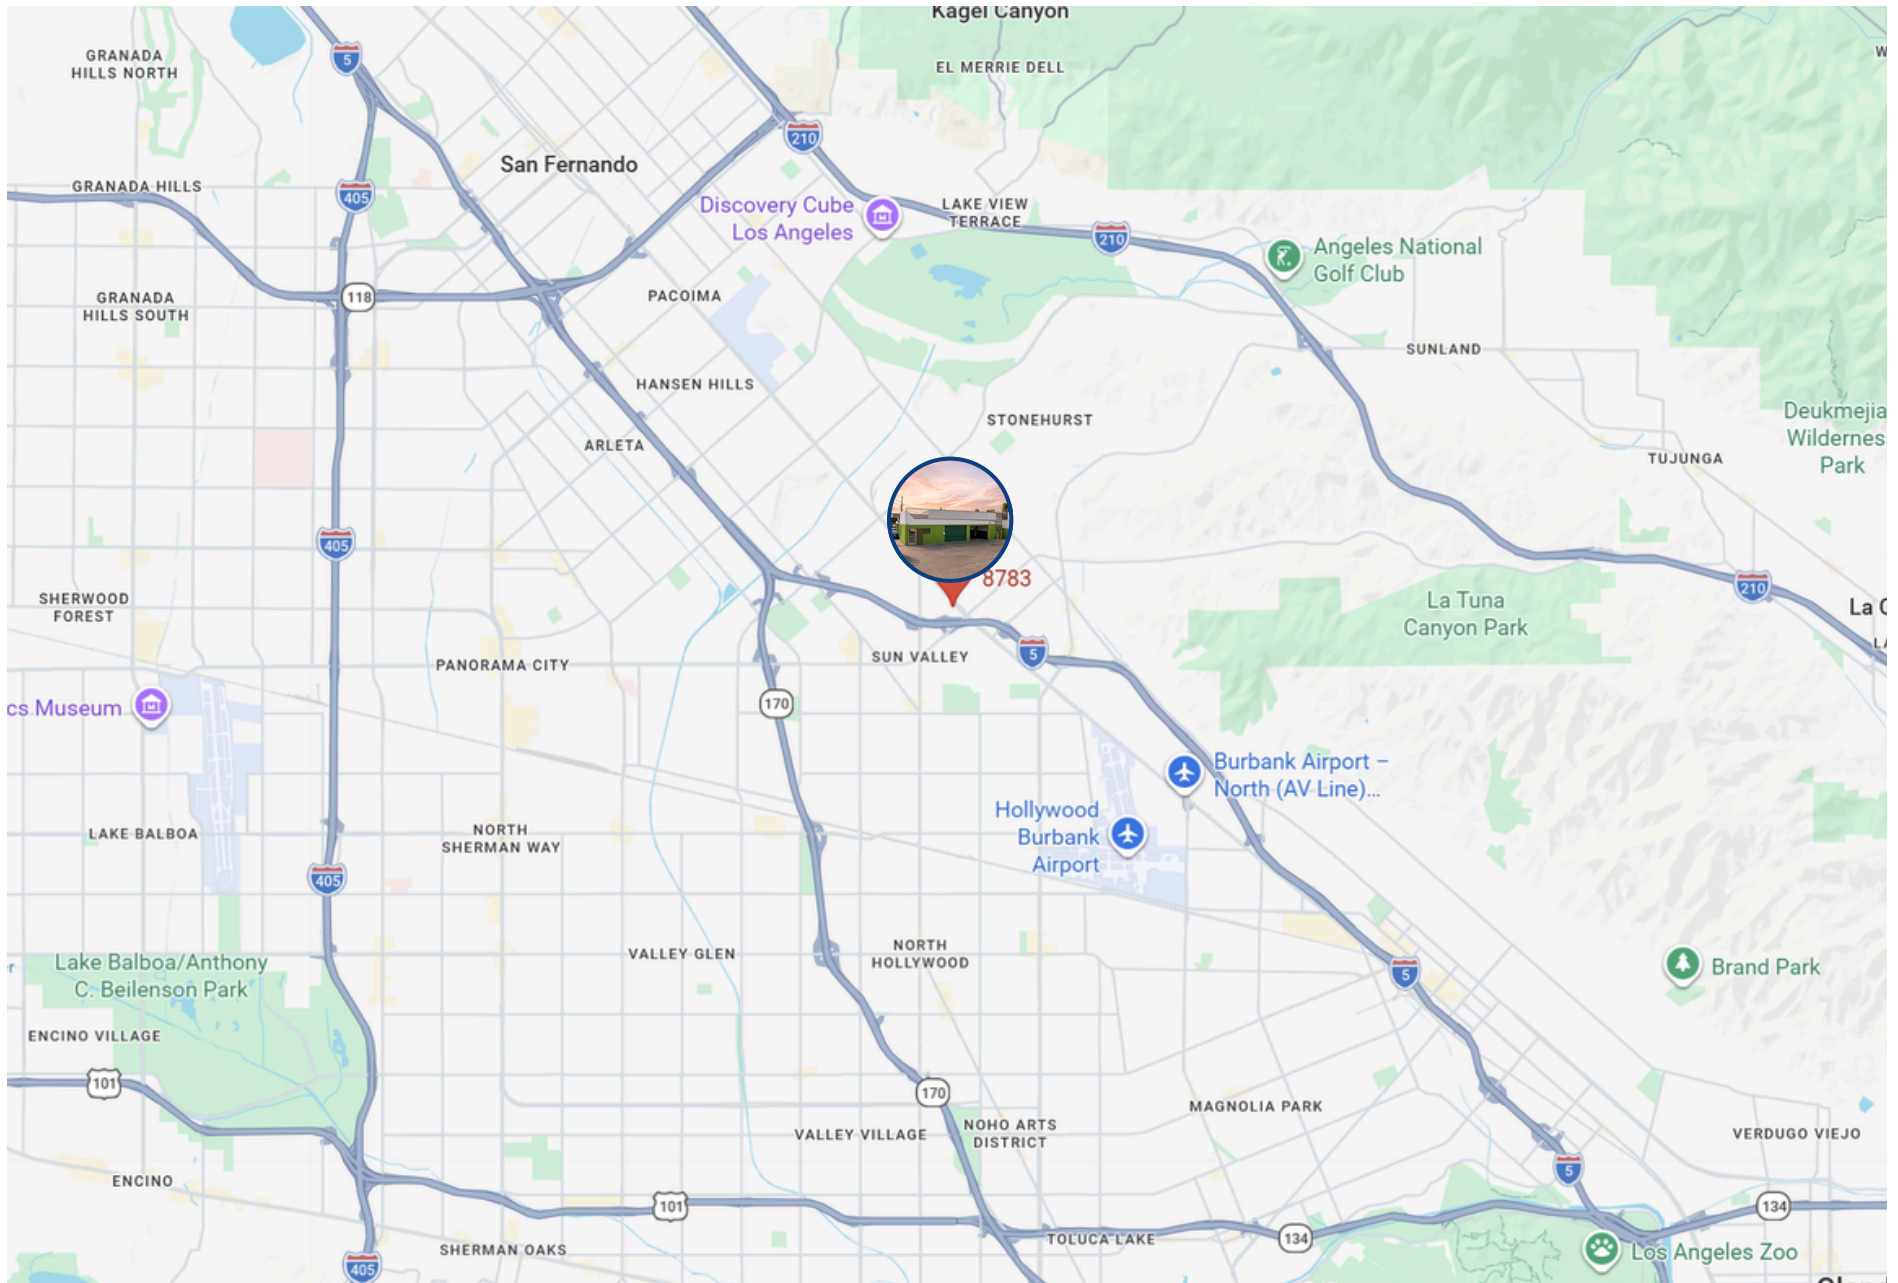 Kagel Canyon
GRANADA
HILLS NORTH
5
EL MERRIE DELL
210
San Fernando
GRANADA HILLS
405
Discovery Cube
Los Angeles
LAKE VIEW
TERRACE
210
Angeles National
Golf Club
GRANADA
HILLS SOUTH
118
PACOIMA
SUNLAND
HANSEN HILLS
STONEHURST
Deukmejia
Wilderness
Park
ARLETA
TUJUNGA
405
8783
210
SHERWOOD
FOREST
La Tuna
Canyon Park
La C
LA
PANORAMA CITY
SUN VALLEY
5
cs Museum
170
Burbank Airport –
North (AV Line)...
Hollywood
Burbank
Airport
LAKE BALBOA
NORTH
SHERMAN WAY
405
VALLEY GLEN
NORTH
HOLLYWOOD
Lake Balboa/Anthony
C. Beilenson Park
5
Brand Park
ENCINO VILLAGE
101
170
MAGNOLIA PARK
VALLEY VILLAGE
NOHO ARTS
DISTRICT
VERDUGO VIEJO
ENCINO
5
101
134
134
SHERMAN OAKS
TOLUCA LAKE
Los Angeles Zoo
405